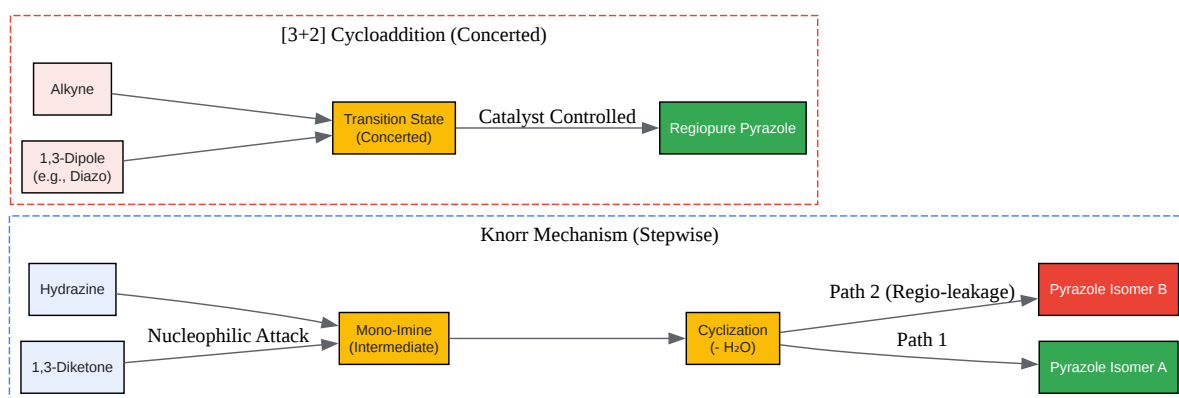 [3+2] Cycloaddition (Concerted)
Alkyne
1,3-Dipole
(e.g., Diazo)
Transition State
(Concerted)
Catalyst Controlled
Regiopure Pyrazole
Knorr Mechanism (Stepwise)
Hydrazine
1,3-Diketone
Nucleophilic Attack
Mono-Imine
(Intermediate)
Cyclization
(- H₂O)
Path 2 (Regio-leakage)
Path 1
Pyrazole Isomer B
Pyrazole Isomer A